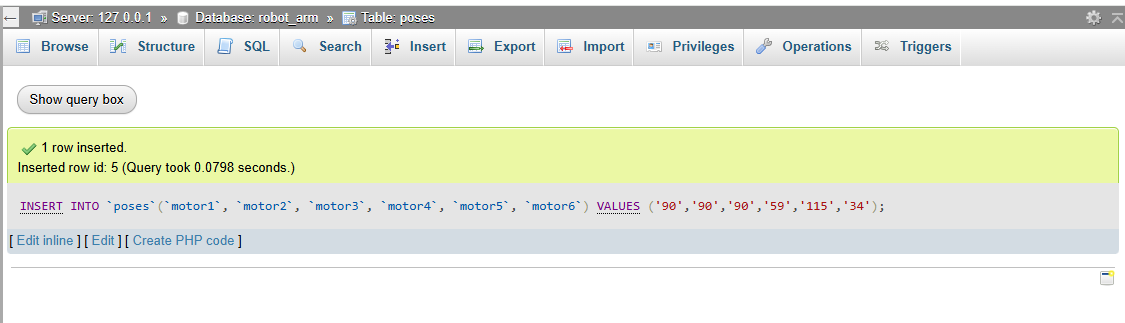 Server: 127.0.0.1 » Database: robot_arm » Table: poses
Browse Structure SQL Search Insert Export Import Privileges Operations Triggers
Show query box
1 row inserted.
Inserted row id: 5 (Query took 0.0798 seconds.)
INSERT INTO `poses`(`motor1`, `motor2`, `motor3`, `motor4`, `motor5`, `motor6`) VALUES ('90','90','90','59','115','34');
[ Edit inline ] [ Edit ] [ Create PHP code ]